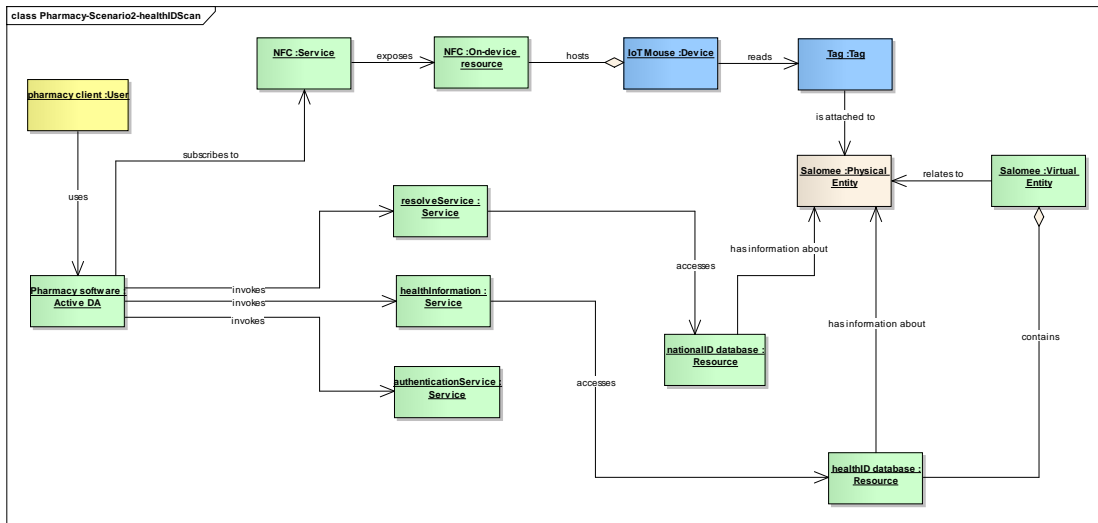 class Pharmacy-Scenario2-healthIDScan
NFC :Service
exposes
NFC :On-device
resource
hosts
IoT Mouse :Device
reads
Tag :Tag
pharmacy client :User
subscribes to
is attached to
uses
Salomee :Physical
Entity
relates to
Salomee :Virtual
Entity
resolveService :
Service
has information about
accesses
Pharmacy software :
Active DA
invokes
invokes
invokes
healthInformation :
Service
has information about
contains
nationalID database :
Resource
authenticationService :
Service
accesses
healthID database :
Resource